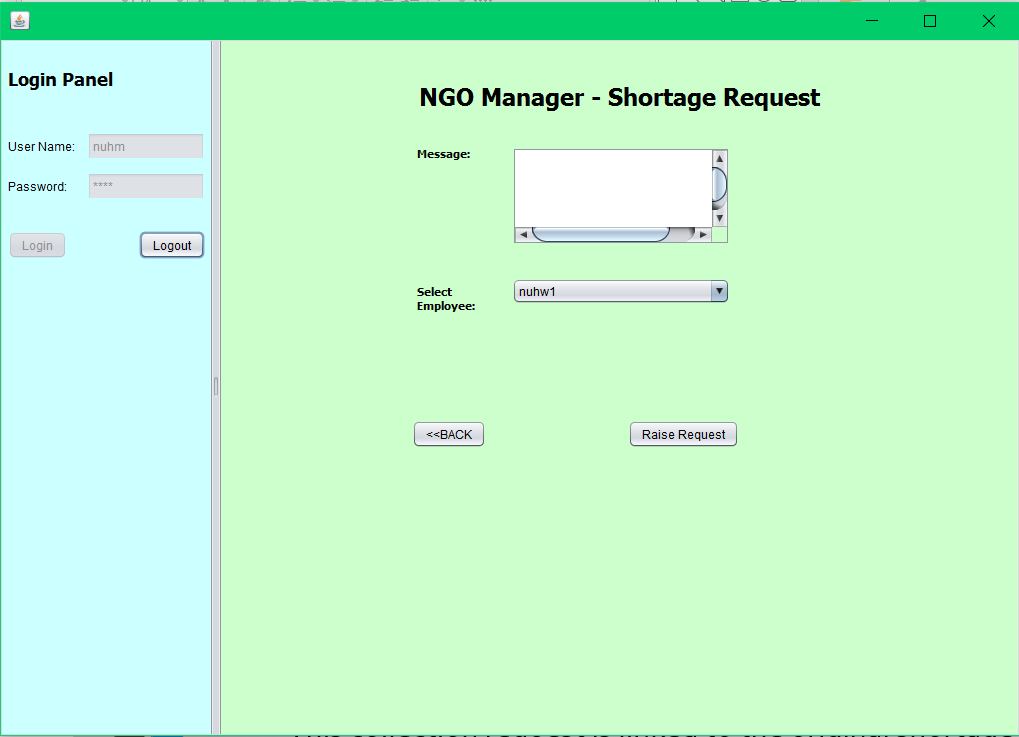 Login Panel
User Name:
nuhm
Password:
****
Login
Logout
NGO Manager - Shortage Request
Message:
Select
Employee:
nuhw1
<<BACK
Raise Request